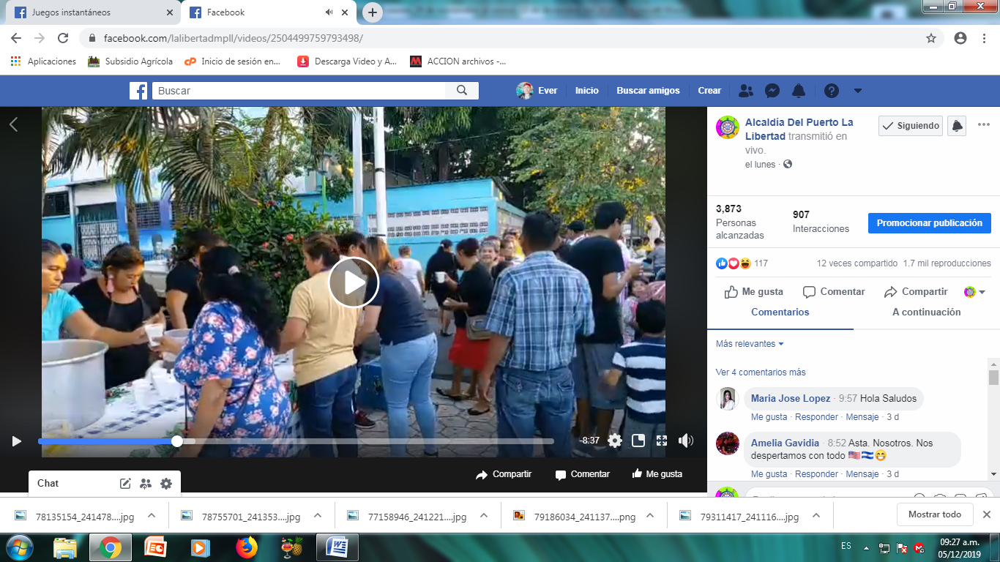 Juegos instantáneos
Facebook
facebook.com/lalibertadmpll/videos/2504499759793498/
Aplicaciones
Subsidio Agrícola
Inicio de sesión en...
Descarga Video y A...
ACCION archivos -...
Buscar
Ever
Inicio
Buscar amigos
Crear
Alcaldía Del Puerto La
Libertad transmitió en
vivo.
el lunes ·
Siguiendo
3,873
Personas
alcanzadas
907
Interacciones
Promocionar publicación
117
12 veces compartido 1.7 mil reproducciones
Me gusta
Comentar
Compartir
Comentarios
A continuación
Más relevantes
Ver 4 comentarios más
Maria Jose Lopez · 9:57 Hola Saludos
Me gusta · Responder · Mensaje · 3 d
Amelia Gavidia · 8:52 Asta. Nosotros. Nos
despertamos con todo 🇺🇸🇸🇻😁
Me gusta · Responder · Mensaje · 3 d
-8:37
Compartir
Comentar
Me gusta
Chat
78135154_241478....jpg
78755701_241353....jpg
77158946_241221....jpg
79186034_241137....png
79311417_241116....jpg
Mostrar todo
ES
09:27 a.m.
05/12/2019